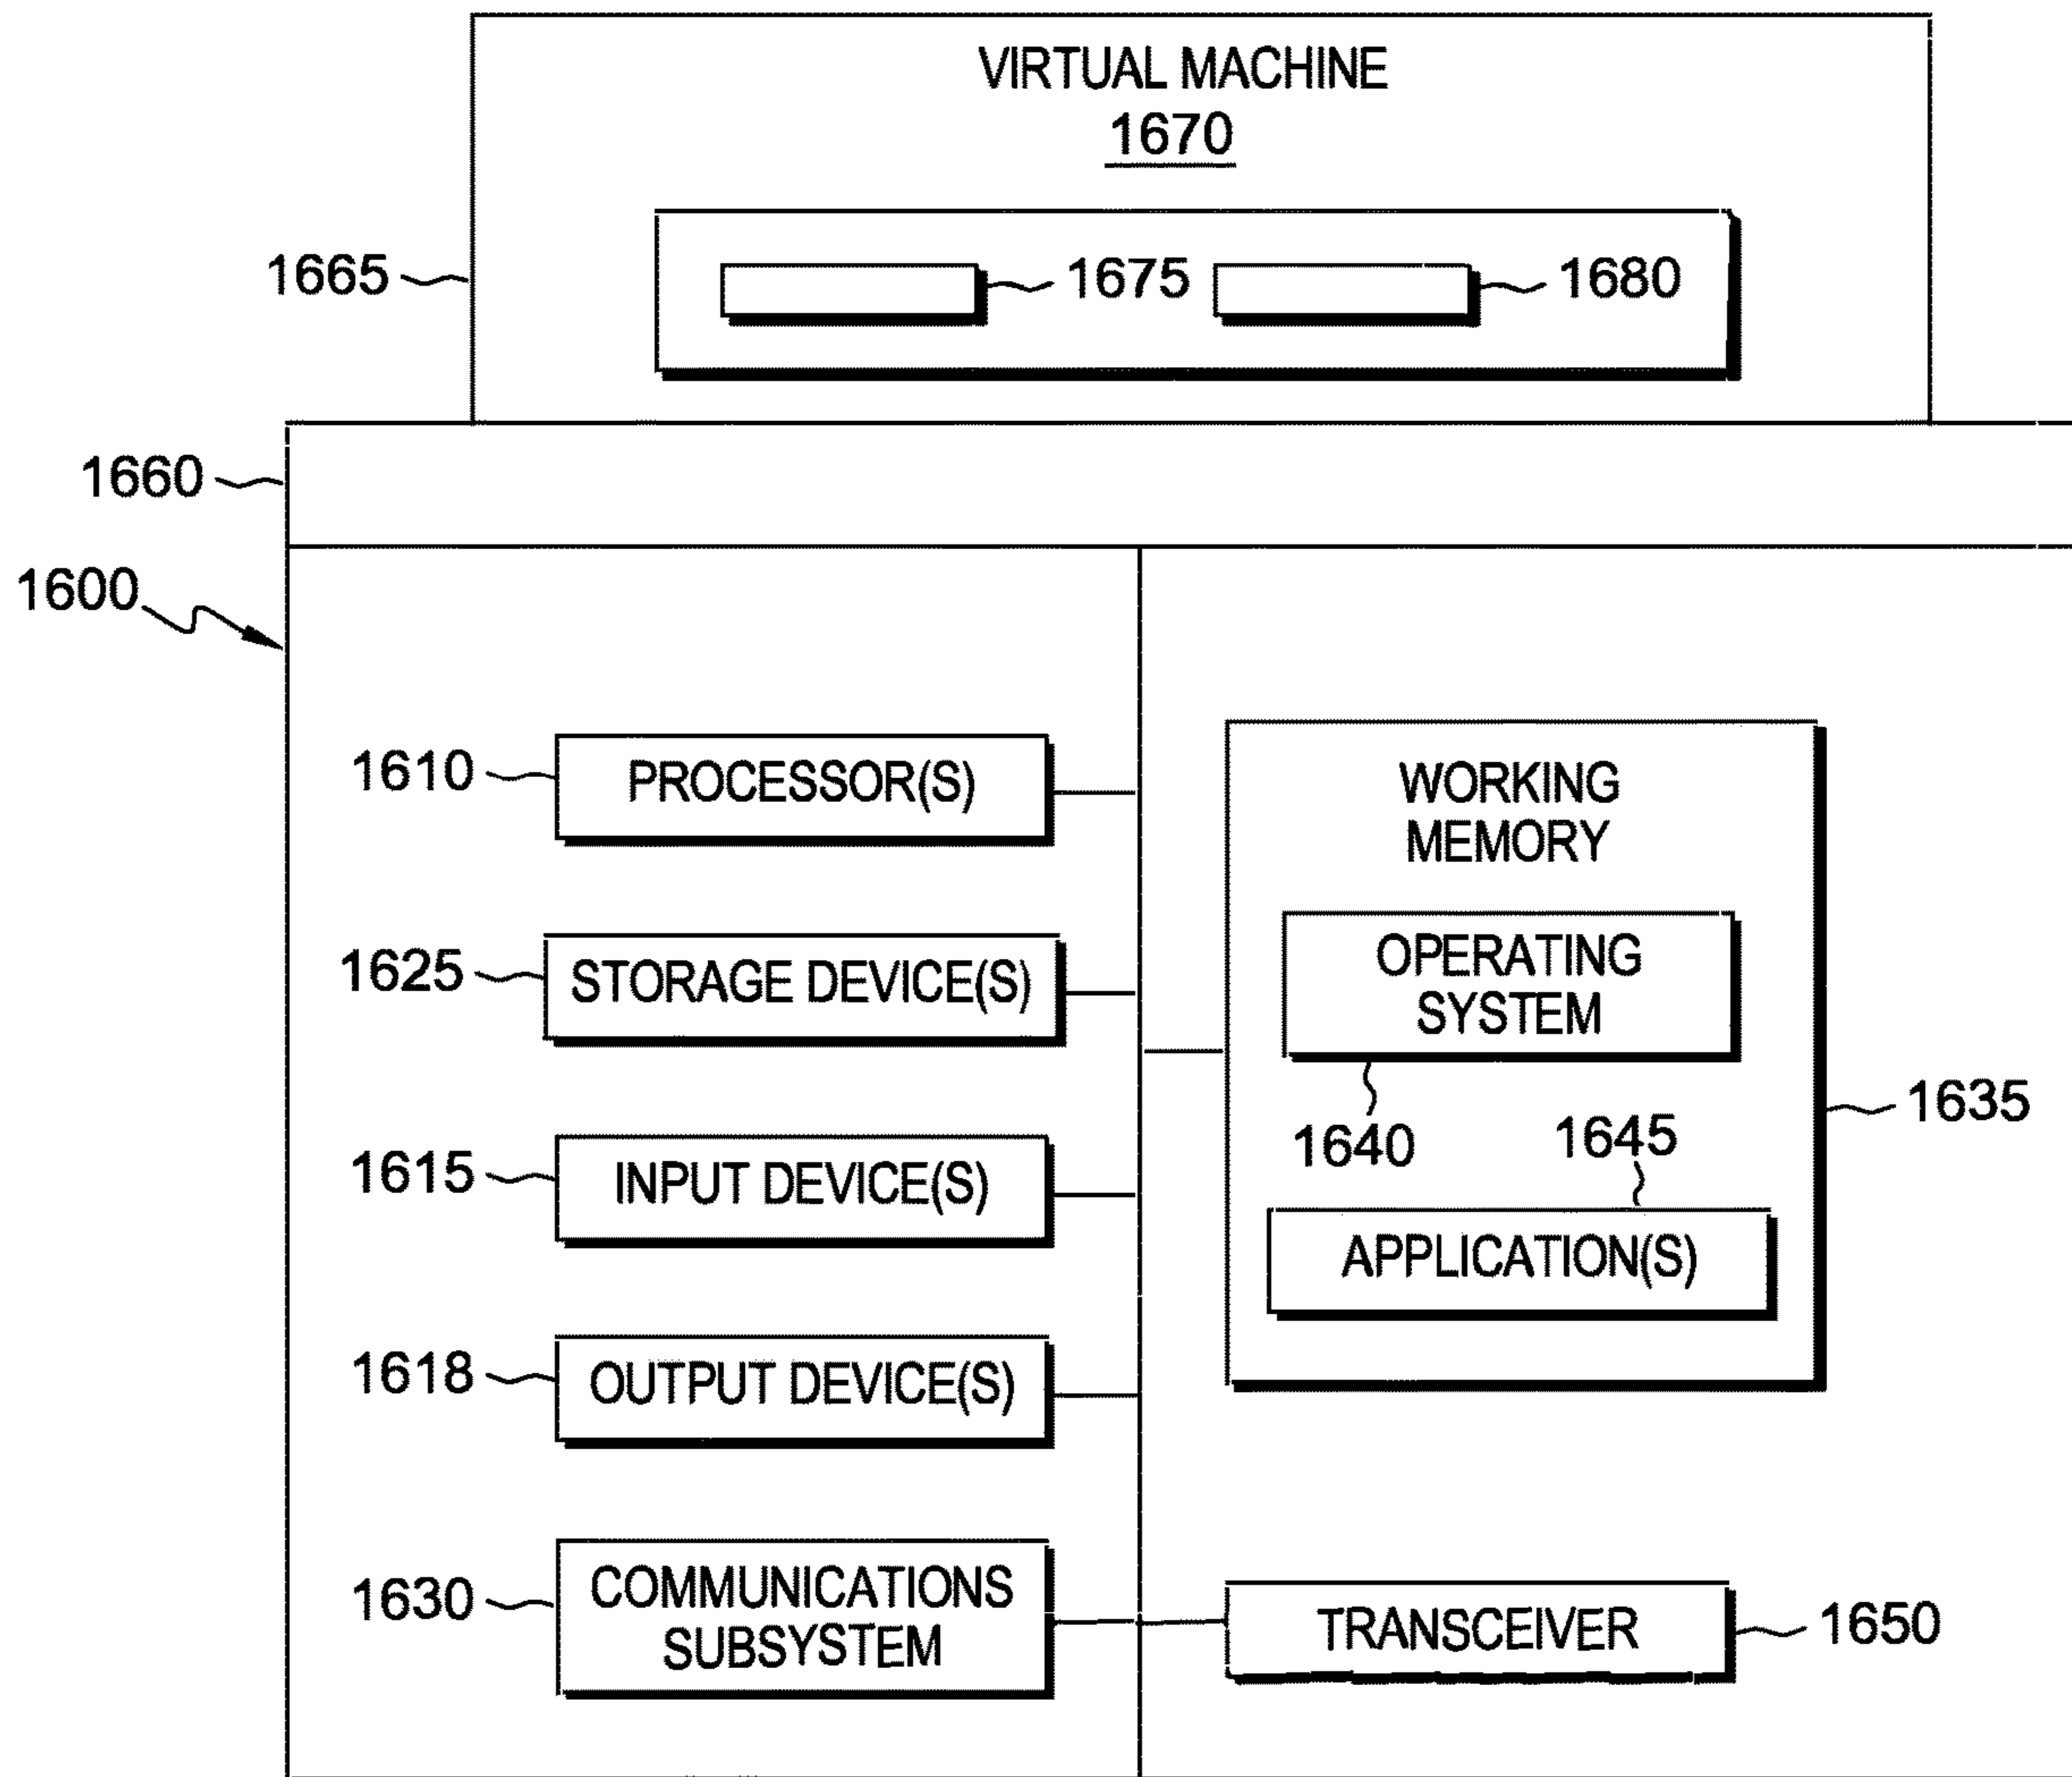 VIRTUAL MACHINE
1670
1665
1675
1680
1660
1600
1610
PROCESSOR(S)
1625
STORAGE DEVICE(S)
1615
INPUT DEVICE(S)
1618
OUTPUT DEVICE(S)
1630
COMMUNICATIONS
SUBSYSTEM
WORKING
MEMORY
OPERATING
SYSTEM
1640
1645
1635
APPLICATION(S)
TRANSCEIVER
1650